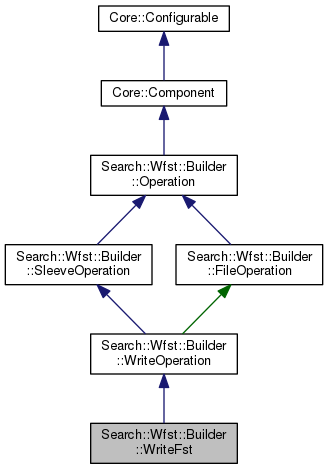 Core::Configurable
Core::Component
Search::Wfst::Builder
::Operation
Search::Wfst::Builder
::SleeveOperation
Search::Wfst::Builder
::FileOperation
Search::Wfst::Builder
::WriteOperation
Search::Wfst::Builder
::WriteFst